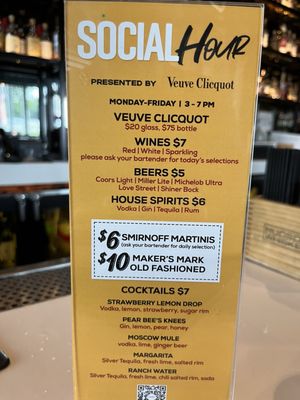 SOCIAL HOUR
PRESENTED BY Veuve Clicquot
MONDAY-FRIDAY | 3 - 7 PM
VEUVE CLICQUOT
$20 glass, $75 bottle
WINES $7
Red | White | Sparkling
please ask your bartender for today's selections
BEERS $5
Coors Light | Miller Lite | Michelob Ultra
Love Street | Shiner Bock
HOUSE SPIRITS $6
Vodka | Gin | Tequila | Rum
$6 SMIRNOFF MARTINIS
(ask your bartender for daily selection)
$10 MAKER'S MARK
OLD FASHIONED
COCKTAILS $7
STRAWBERRY LEMON DROP
Vodka, lemon, strawberry, sugar rim
PEAR BEE'S KNEES
Gin, lemon, pear, honey
MOSCOW MULE
vodka, lime, ginger beer
MARGARITA
Silver Tequila, fresh lime, salted rim
RANCH WATER
Silver Tequila, fresh lime, chili salted rim, soda